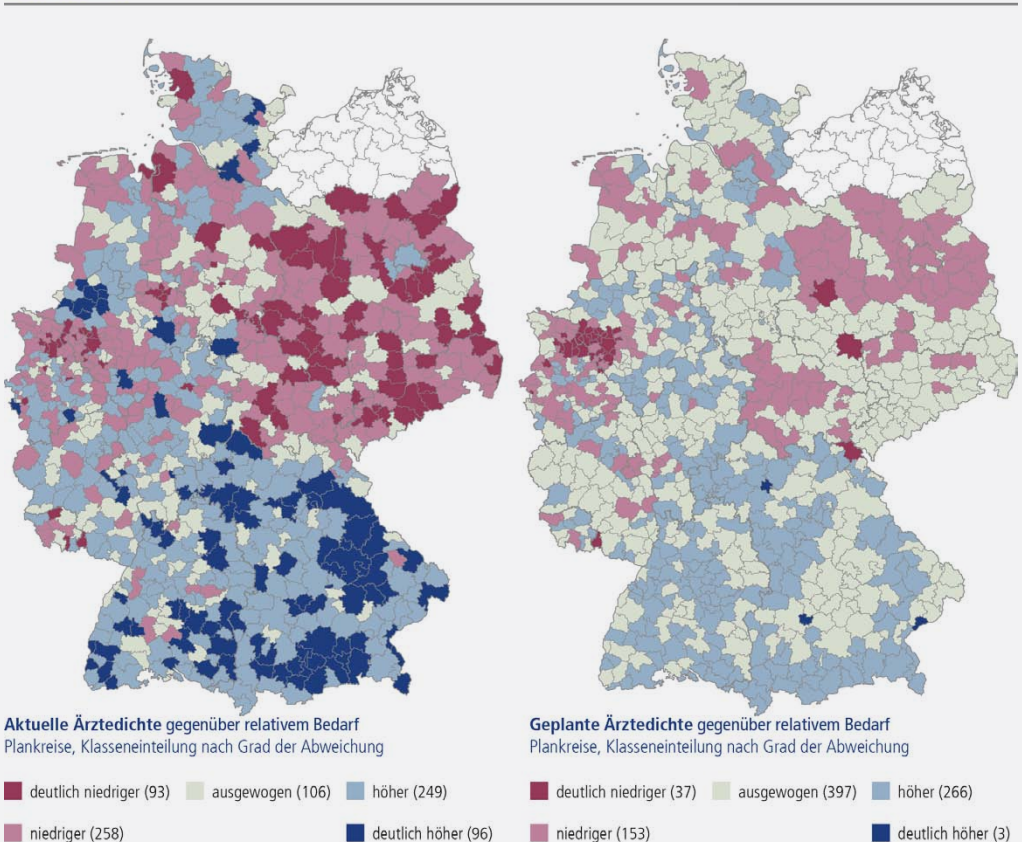 Aktuelle Ärztedichte gegenüber relativem Bedarf
Plankreise, Klasseneinteilung nach Grad der Abweichung
deutlich niedriger (93)
ausgewogen (106)
höher (249)
niedriger (258)
deutlich höher (96)
Geplante Ärztedichte gegenüber relativem Bedarf
Plankreise, Klasseneinteilung nach Grad der Abweichung
deutlich niedriger (37)
ausgewogen (397)
höher (266)
niedriger (153)
deutlich höher (3)